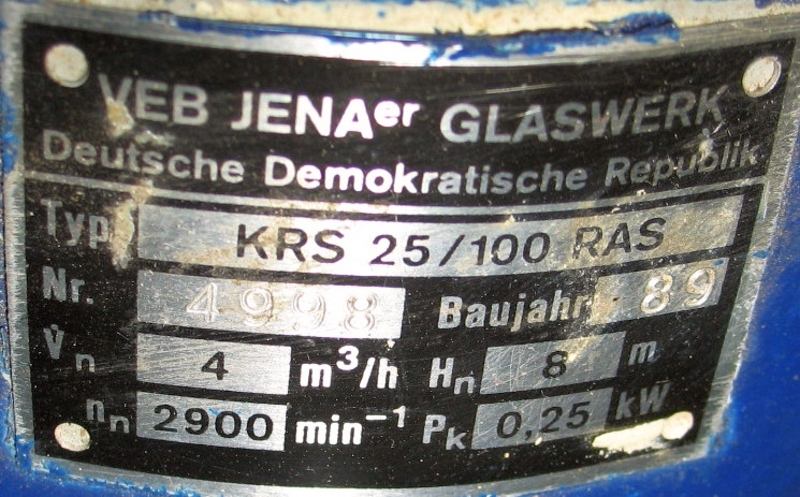 VEB JENAer GLASWERK
Deutsche Demokratische Republik
Typ KRS 25/100 RAS
Nr. 4998 Baujahr 89
V̇n 4 m³/h Hn 8 m
nn 2900 min⁻¹ Pk 0,25 kW